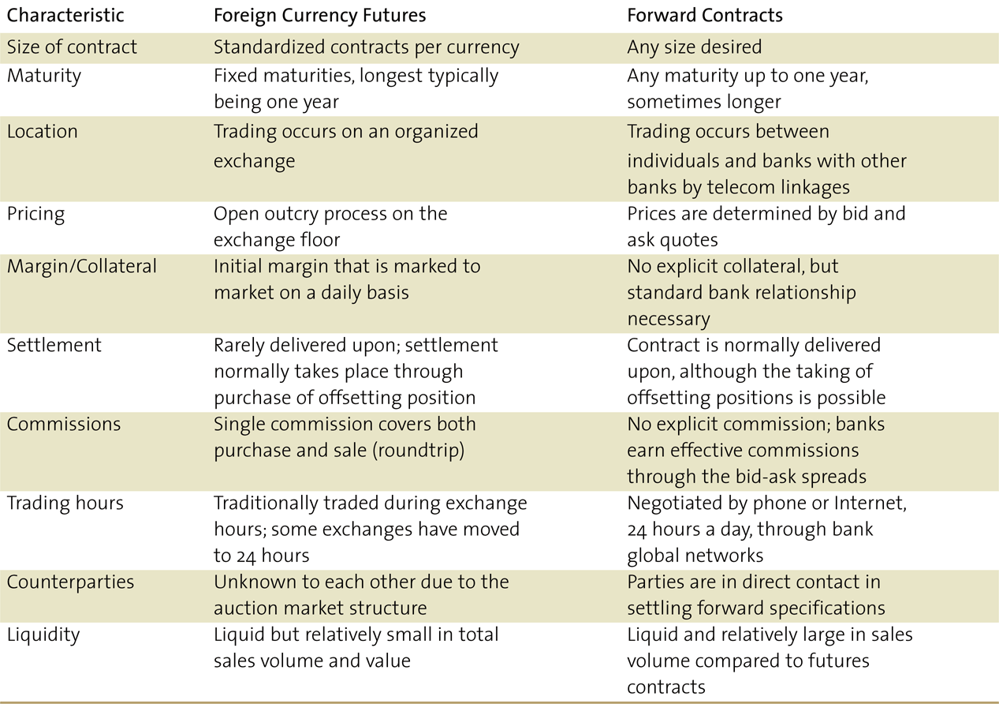 Characteristic Foreign Currency Futures Forward Contracts
Size of contract Standardized contracts per currency Any size desired
Maturity Fixed maturities, longest typically Any maturity up to one year,
being one year sometimes longer
Location Trading occurs on an organized Trading occurs between
exchange individuals and banks with other
banks by telecom linkages
Pricing Open outcry process on the Prices are determined by bid and
exchange floor ask quotes
Margin/Collateral Initial margin that is marked to No explicit collateral, but
market on a daily basis standard bank relationship
necessary
Settlement Rarely delivered upon; settlement Contract is normally delivered
normally takes place through upon, although the taking of
purchase of offsetting position offsetting positions is possible
Commissions Single commission covers both No explicit commission; banks
purchase and sale (roundtrip) earn effective commissions
through the bid-ask spreads
Trading hours Traditionally traded during exchange Negotiated by phone or Internet,
hours; some exchanges have moved 24 hours a day, through bank
to 24 hours global networks
Counterparties Unknown to each other due to the Parties are in direct contact in
auction market structure settling forward specifications
Liquidity Liquid but relatively small in total Liquid and relatively large in sales
sales volume and value volume compared to futures
contracts